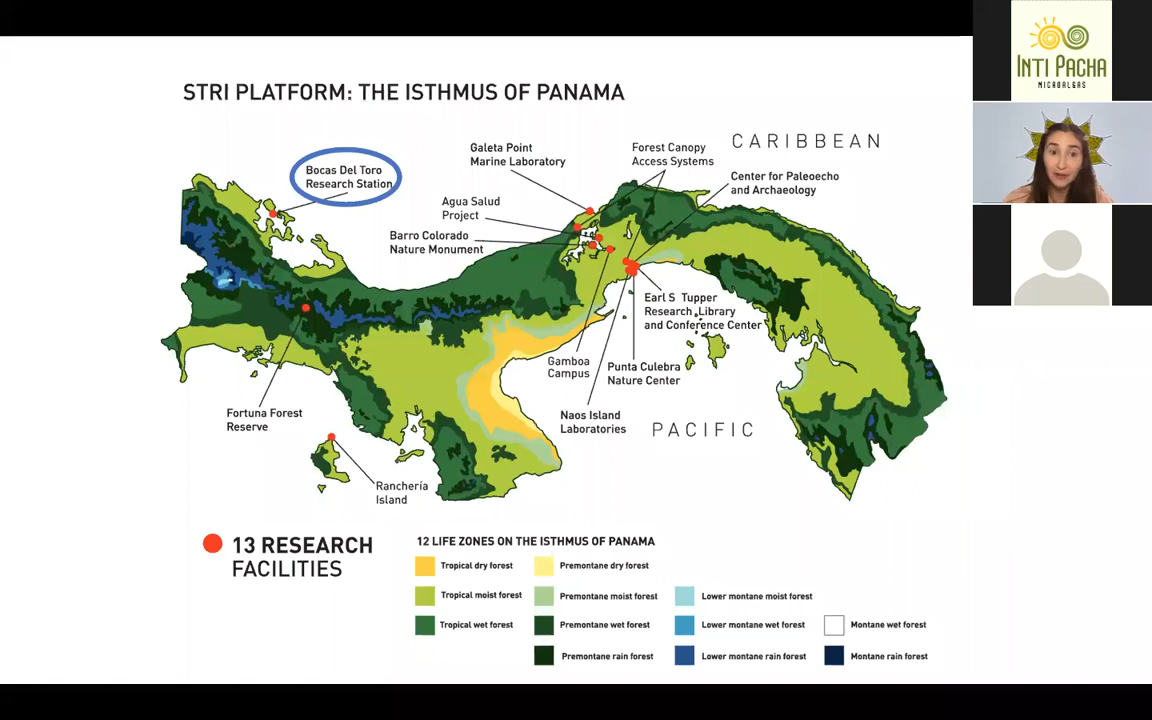 STRI PLATFORM: THE ISTHMUS OF PANAMA
CARIBBEAN
Bocas Del Toro
Research Station
Galeta Point
Marine Laboratory
Forest Canopy
Access Systems
Center for Paleoecho
and Archaeology
Agua Salud
Project
Barro Colorado
Nature Monument
Earl S Tupper
Research Library
and Conference Center
Gamboa
Campus
Punta Culebra
Nature Center
Naos Island
Laboratories
PACIFIC
Fortuna Forest
Reserve
Ranchería
Island
13 RESEARCH
FACILITIES
12 LIFE ZONES ON THE ISTHMUS OF PANAMA
Tropical dry forest
Premontane dry forest
Tropical moist forest
Premontane moist forest
Lower montane moist forest
Tropical wet forest
Premontane wet forest
Lower montane wet forest
Montane wet forest
Premontane rain forest
Lower montane rain forest
Montane rain forest
INTI PACHA
MICROALGAS